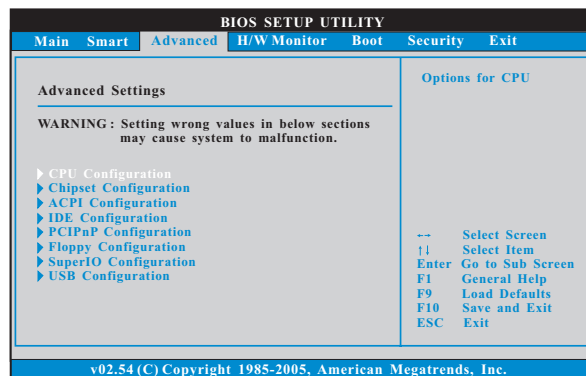 BIOS SETUP UTILITY
Main Smart Advanced H/W Monitor Boot Security Exit
Advanced Settings
WARNING : Setting wrong values in below sections
may cause system to malfunction.
CPU Configuration
Chipset Configuration
ACPI Configuration
IDE Configuration
PCIPnP Configuration
Floppy Configuration
SuperIO Configuration
USB Configuration
Options for CPU
←→ Select Screen
↑↓ Select Item
Enter Go to Sub Screen
F1 General Help
F9 Load Defaults
F10 Save and Exit
ESC Exit
v02.54 (C) Copyright 1985-2005, American Megatrends, Inc.